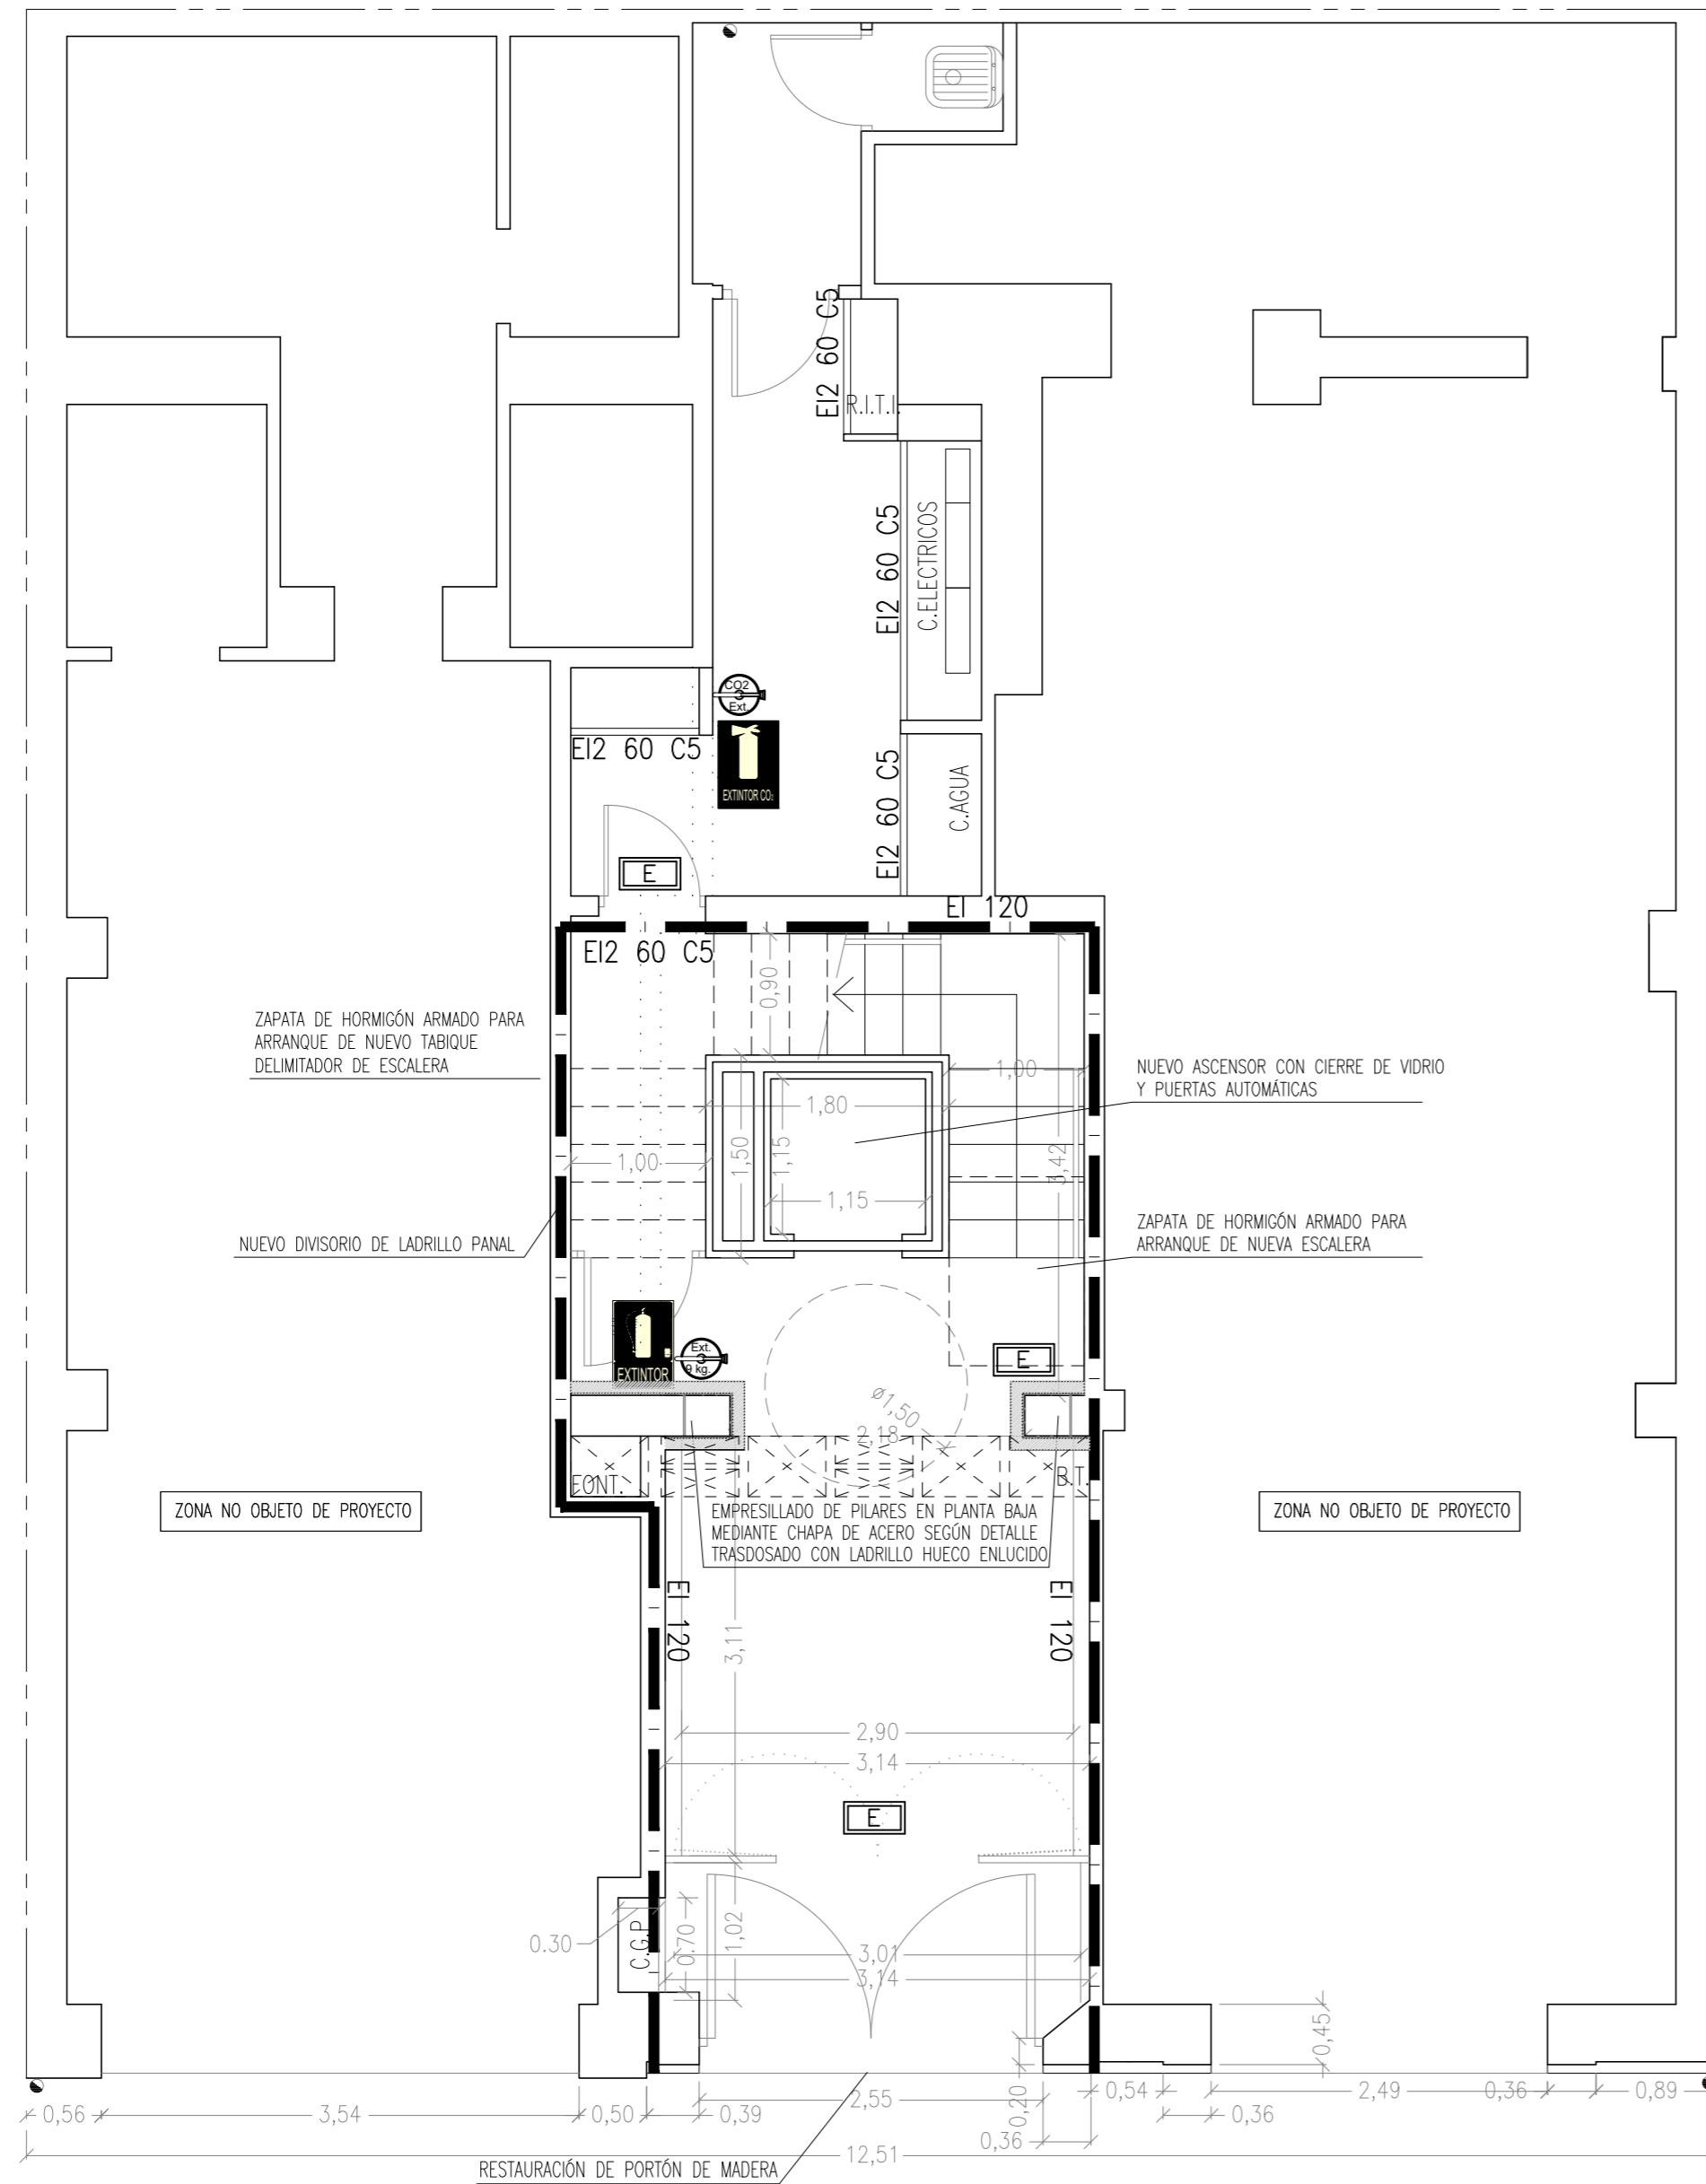 EI2 60 C5
R.I.T.I.
EI2 60 C5
C.ELECTRICOS
CO2
Ext.
EXTINTOR CO2
EI2 60 C5
EI2 60 C5
C.AGUA
E
EI 120
EI2 60 C5
0,90
ZAPATA DE HORMIGÓN ARMADO PARA
ARRANQUE DE NUEVO TABIQUE
DELIMITADOR DE ESCALERA
NUEVO ASCENSOR CON CIERRE DE VIDRIO
Y PUERTAS AUTOMÁTICAS
1,00
1,80
1,50
1,15
3,42
1,00
1,15
NUEVO DIVISORIO DE LADRILLO PANAL
ZAPATA DE HORMIGÓN ARMADO PARA
ARRANQUE DE NUEVA ESCALERA
EXTINTOR
Ext.
9 kg.
E
ø1,50
2,18
FONT.
B.T.
ZONA NO OBJETO DE PROYECTO
EMPRESILLADO DE PILARES EN PLANTA BAJA
MEDIANTE CHAPA DE ACERO SEGÚN DETALLE
TRASDOSADO CON LADRILLO HUECO ENLUCIDO
ZONA NO OBJETO DE PROYECTO
EI 120
EI 120
3,11
2,90
3,14
E
0.30
C.G.P
0.70
1,02
3,01
3,14
0,45
0,20
0,56
3,54
0,50
0,39
2,55
0,36
0,54
0,36
2,49
0,36
0,89
12,51
RESTAURACIÓN DE PORTÓN DE MADERA